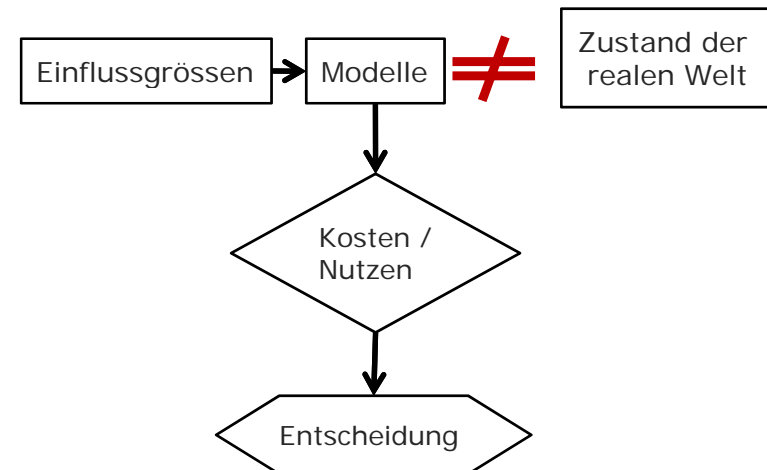 Einflussgrössen
Modelle
Zustand der
realen Welt
Kosten /
Nutzen
Entscheidung